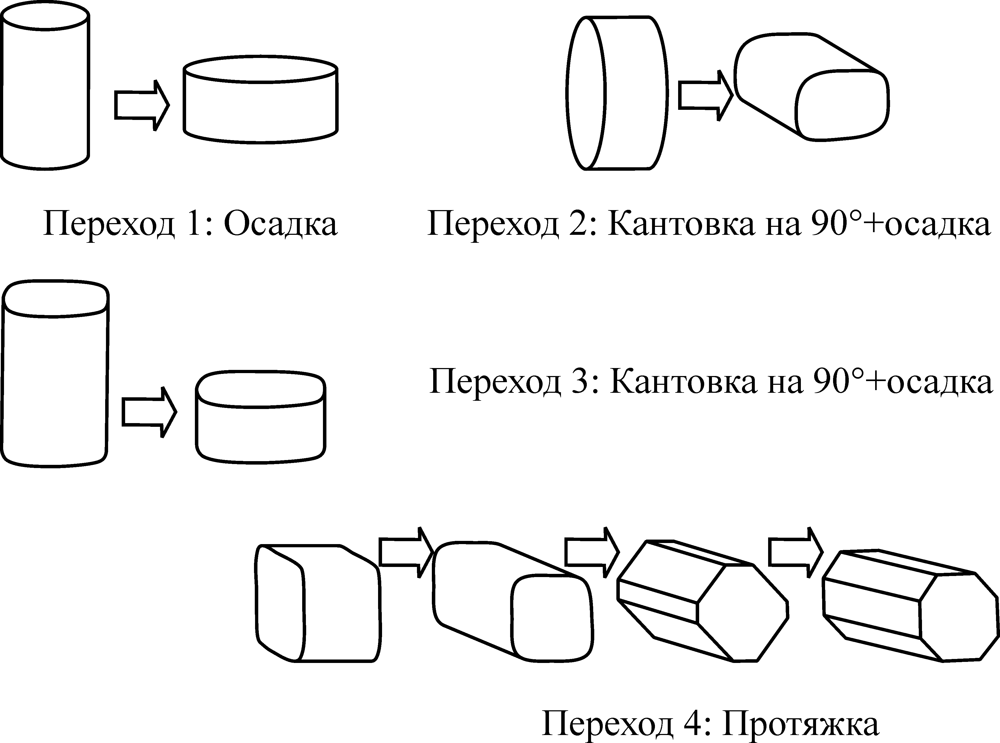 Переход 1: Осадка
Переход 2: Кантовка на 90°+осадка
Переход 3: Кантовка на 90°+осадка
Переход 4: Протяжка